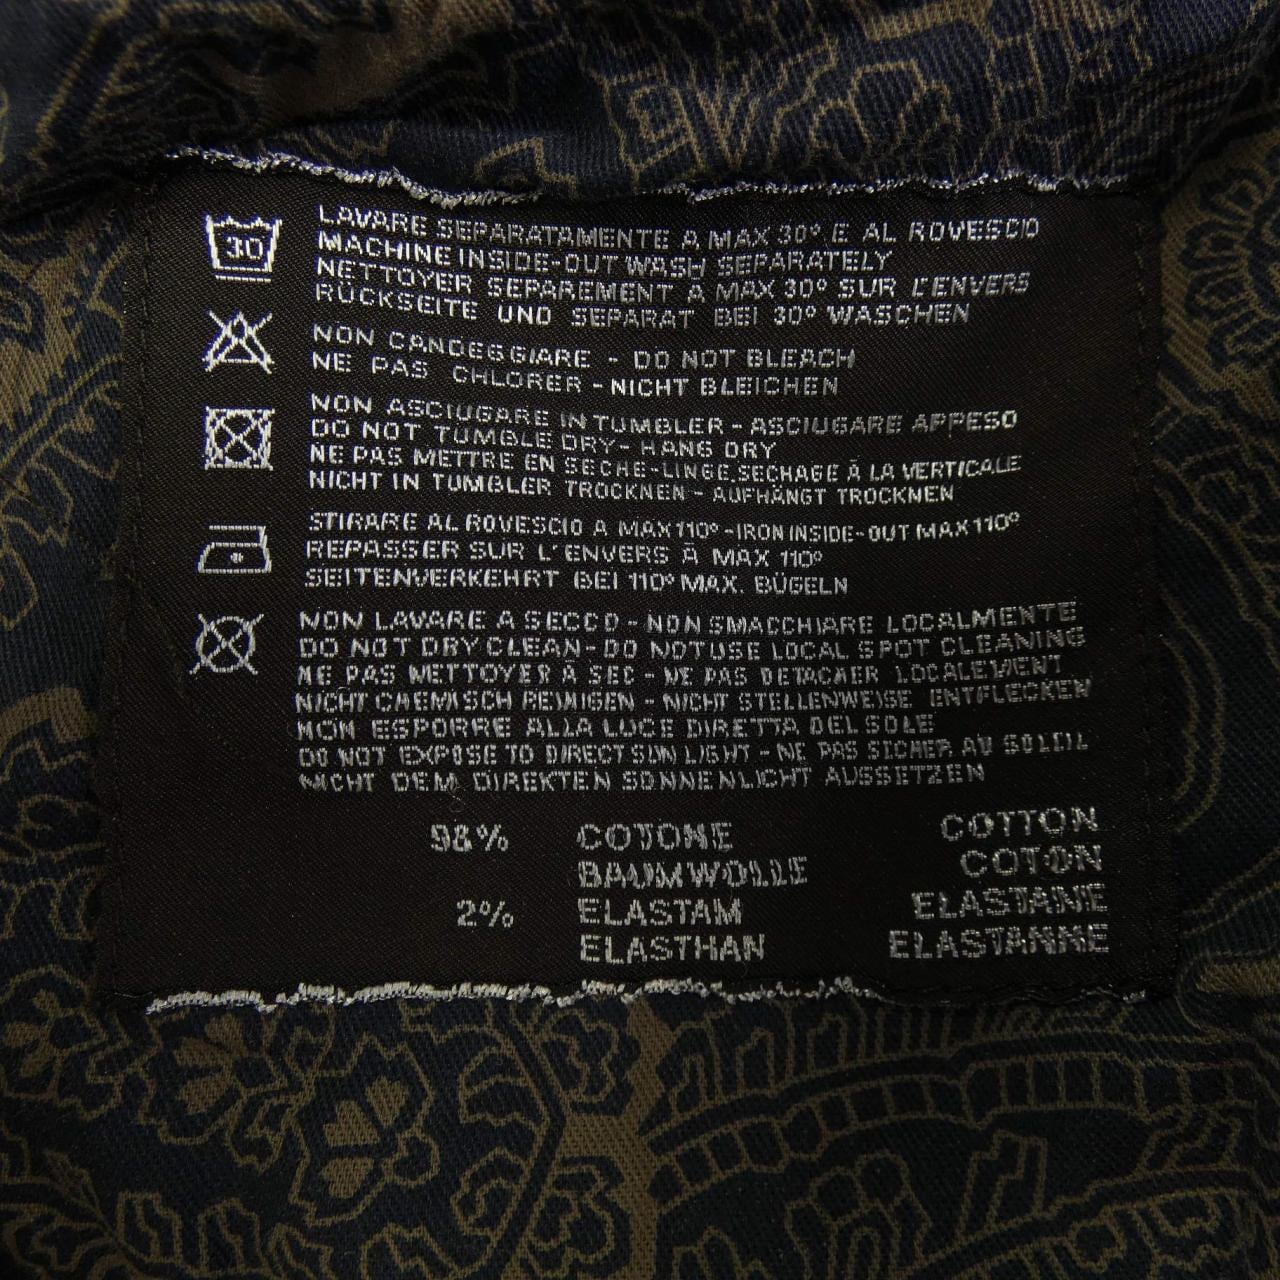 30
LAVARE SEPARATAMENTE A MAX 30° E AL ROVESCIO
MACHINE INSIDE-OUT WASH SEPARATELY
NETTOYER SEPAREMENT A MAX 30° SUR L'ENVERS
RÜCKSEITE UND SEPARAT BEI 30° WASCHEN
NON CANDEGGIARE - DO NOT BLEACH
NE PAS CHLORER - NICHT BLEICHEN
NON ASCIUGARE IN TUMBLER - ASCIUGARE APPESO
DO NOT TUMBLE DRY - HANG DRY
NE PAS METTRE EN SECHE-LINGE, SECHAGE À LA VERTICALE
NICHT IN TUMBLER TROCKNEN - AUFHÄNGT TROCKNEN
STIRARE AL ROVESCIO A MAX 110° - IRON INSIDE-OUT MAX 110°
REPASSER SUR L'ENVERS À MAX 110°
SEITENVERKEHRT BEI 110° MAX. BÜGELN
NON LAVARE A SECCO - NON SMACCHIARE LOCALMENTE
DO NOT DRY CLEAN - DO NOT USE LOCAL SPOT CLEANING
NE PAS NETTOYER À SEC - NE PAS DETACHER LOCALEMENT
NICHT CHEMISCH REINIGEN - NICHT STELLENWEISE ENTFLECKEN
NON ESPORRE ALLA LUCE DIRETTA DEL SOLE
DO NOT EXPOSE TO DIRECT SUN LIGHT - NE PAS SECHER AU SOLEIL
NICHT DEM DIREKTEN SONNENLICHT AUSSETZEN
98% COTONE COTTON
BAUMWOLLE COTON
2% ELASTAM ELASTANE
ELASTHAN ELASTANNE